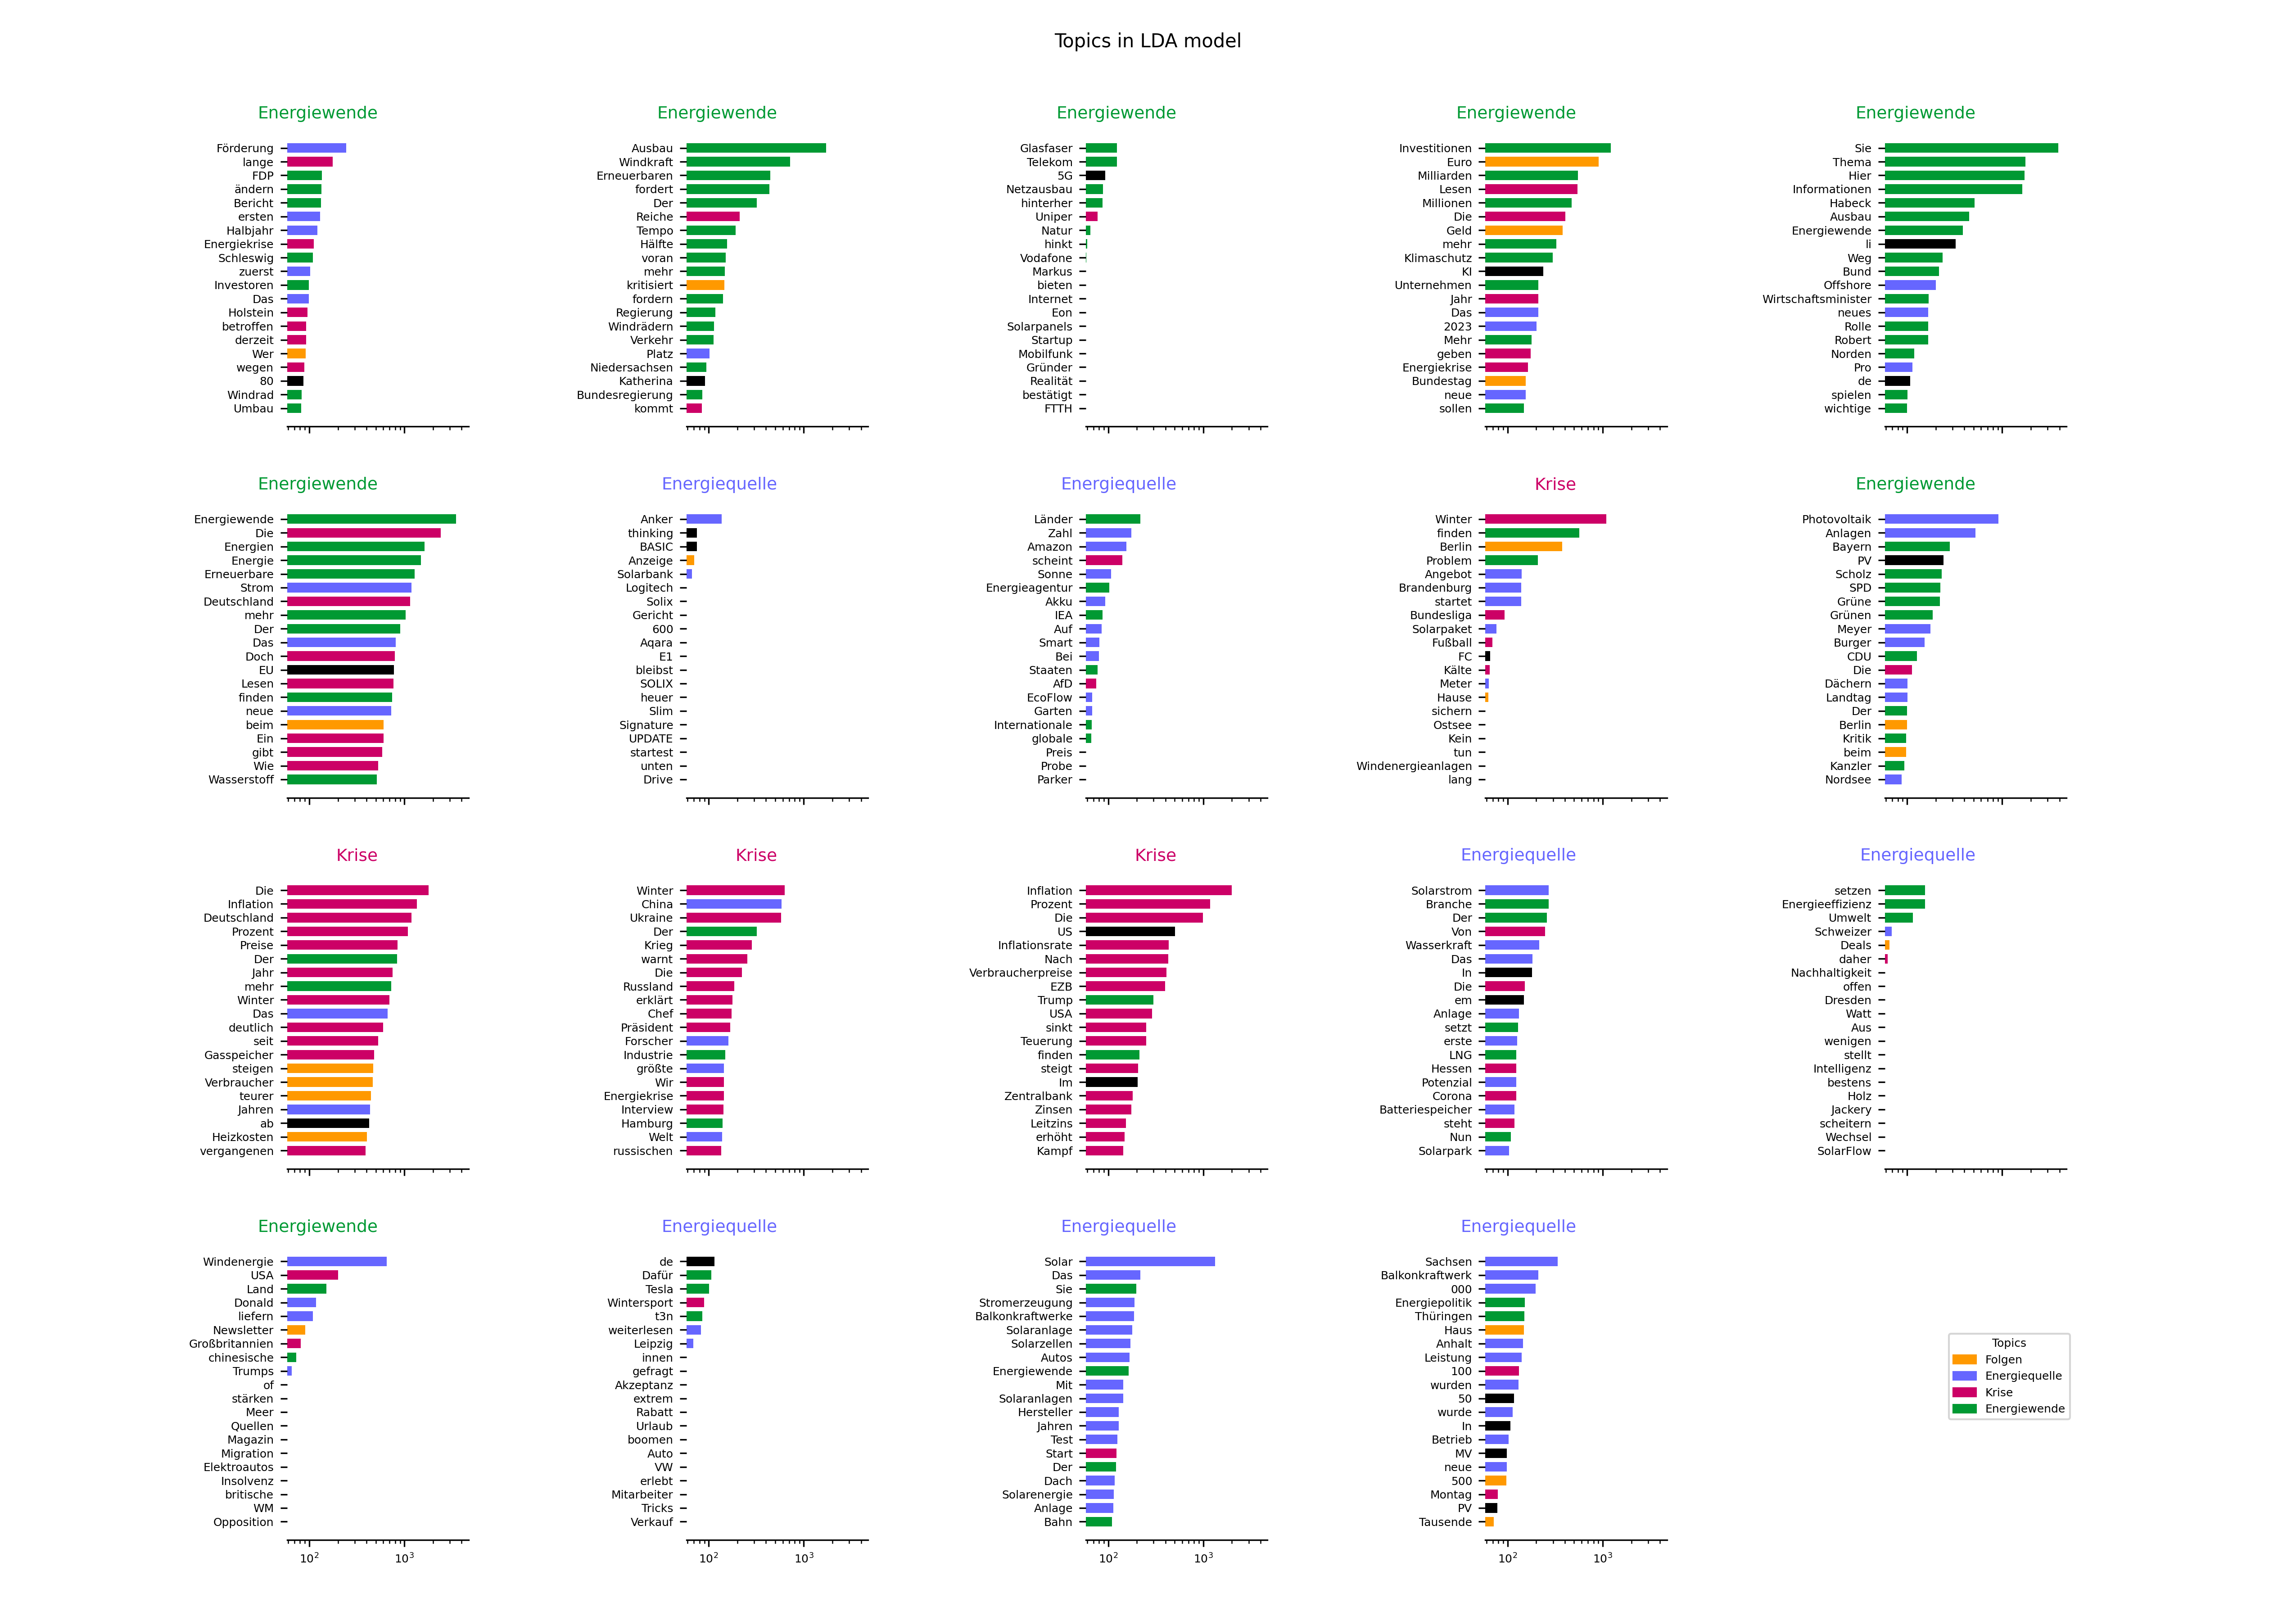 Topics in LDA model
Energiewende
Förderung
lange
FDP
ändern
Bericht
ersten
Halbjahr
Energiekrise
Schleswig
zuerst
Investoren
Das
Holstein
betroffen
derzeit
Wer
wegen
80
Windrad
Umbau
Energiewende
Ausbau
Windkraft
Erneuerbaren
fordert
Der
Reiche
Tempo
Hälfte
voran
mehr
kritisiert
fordern
Regierung
Windrädern
Verkehr
Platz
Niedersachsen
Katherina
Bundesregierung
kommt
Energiewende
Glasfaser
Telekom
5G
Netzausbau
hinterher
Uniper
Natur
hinkt
Vodafone
Markus
bieten
Internet
Eon
Solarpanels
Startup
Mobilfunk
Gründer
Realität
bestätigt
FTTH
Energiewende
Investitionen
Euro
Milliarden
Lesen
Millionen
Die
Geld
mehr
Klimaschutz
KI
Unternehmen
Jahr
Das
2023
Mehr
geben
Energiekrise
Bundestag
neue
sollen
Energiewende
Sie
Thema
Hier
Informationen
Habeck
Ausbau
Energiewende
li
Weg
Bund
Offshore
Wirtschaftsminister
neues
Rolle
Robert
Norden
Pro
de
spielen
wichtige
Energiewende
Energiewende
Die
Energien
Energie
Erneuerbare
Strom
Deutschland
mehr
Der
Das
Doch
EU
Lesen
finden
neue
beim
Ein
gibt
Wie
Wasserstoff
Energiequelle
Anker
thinking
BASIC
Anzeige
Solarbank
Logitech
Solix
Gericht
600
Aqara
E1
bleibst
SOLIX
heuer
Slim
Signature
UPDATE
startest
unten
Drive
Energiequelle
Länder
Zahl
Amazon
scheint
Sonne
Energieagentur
Akku
IEA
Auf
Smart
Bei
Staaten
AfD
EcoFlow
Garten
Internationale
globale
Preis
Probe
Parker
Krise
Winter
finden
Berlin
Problem
Angebot
Brandenburg
startet
Bundesliga
Solarpaket
Fußball
FC
Kälte
Meter
Hause
sichern
Ostsee
Kein
tun
Windenergieanlagen
lang
Energiewende
Photovoltaik
Anlagen
Bayern
PV
Scholz
SPD
Grüne
Grünen
Meyer
Burger
CDU
Die
Dächern
Landtag
Der
Berlin
Kritik
beim
Kanzler
Nordsee
Krise
Die
Inflation
Deutschland
Prozent
Preise
Der
Jahr
mehr
Winter
Das
deutlich
seit
Gasspeicher
steigen
Verbraucher
teurer
Jahren
ab
Heizkosten
vergangenen
Krise
Winter
China
Ukraine
Der
Krieg
warnt
Die
Russland
erklärt
Chef
Präsident
Forscher
Industrie
größte
Wir
Energiekrise
Interview
Hamburg
Welt
russischen
Krise
Inflation
Prozent
Die
US
Inflationsrate
Nach
Verbraucherpreise
EZB
Trump
USA
sinkt
Teuerung
finden
steigt
Im
Zentralbank
Zinsen
Leitzins
erhöht
Kampf
Energiequelle
Solarstrom
Branche
Der
Von
Wasserkraft
Das
In
Die
em
Anlage
setzt
erste
LNG
Hessen
Potenzial
Corona
Batteriespeicher
steht
Nun
Solarpark
Energiequelle
setzen
Energieeffizienz
Umwelt
Schweizer
Deals
daher
Nachhaltigkeit
offen
Dresden
Watt
Aus
wenigen
stellt
Intelligenz
bestens
Holz
Jackery
scheitern
Wechsel
SolarFlow
Energiewende
Windenergie
USA
Land
Donald
liefern
Newsletter
Großbritannien
chinesische
Trumps
of
stärken
Meer
Quellen
Magazin
Migration
Elektroautos
Insolvenz
britische
WM
Opposition
10² 10³
Energiequelle
de
Dafür
Tesla
Wintersport
t3n
weiterlesen
Leipzig
innen
gefragt
Akzeptanz
extrem
Rabatt
Urlaub
boomen
Auto
VW
erlebt
Mitarbeiter
Tricks
Verkauf
10² 10³
Energiequelle
Solar
Das
Sie
Stromerzeugung
Balkonkraftwerke
Solaranlage
Solarzellen
Autos
Energiewende
Mit
Solaranlagen
Hersteller
Jahren
Test
Start
Der
Dach
Solarenergie
Anlage
Bahn
10² 10³
Energiequelle
Sachsen
Balkonkraftwerk
000
Energiepolitik
Thüringen
Haus
Anhalt
Leistung
100
wurden
50
wurde
In
Betrieb
MV
neue
500
Montag
PV
Tausende
10² 10³
Topics
Folgen
Energiequelle
Krise
Energiewende